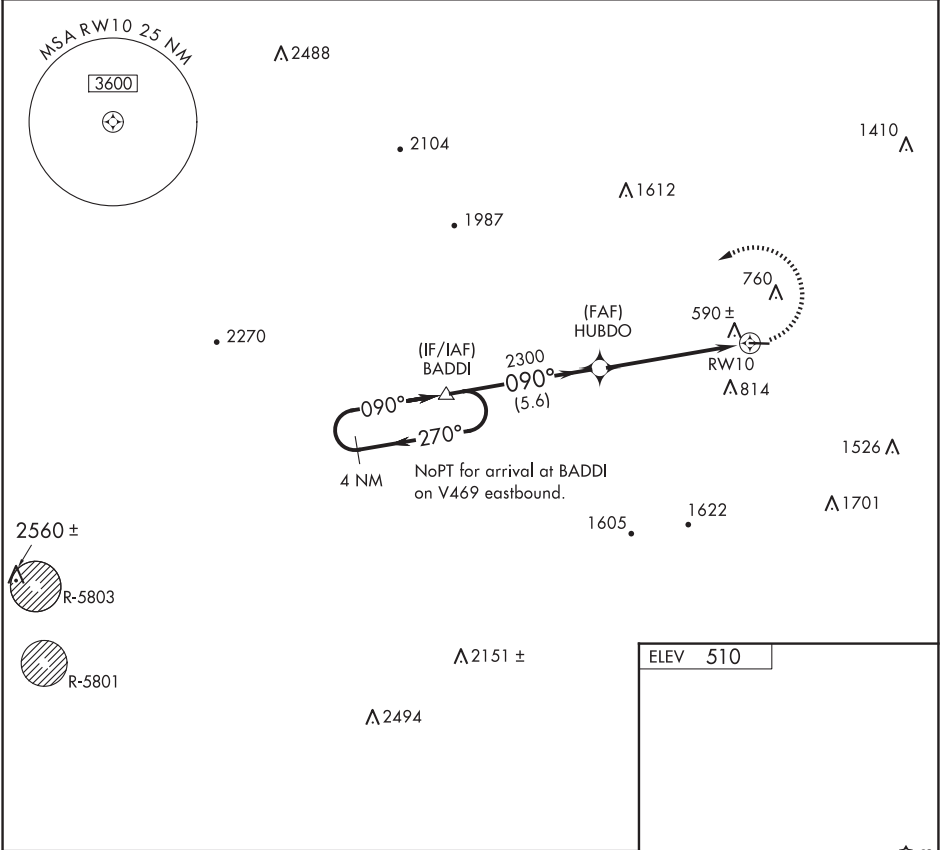 MSA RW10 25 NM
3600
2488
2104
1410
1612
1987
760
590 ±
(FAF)
HUBDO
2270
(IF/IAF)
BADDI
2300
090°
(5.6)
RW10
814
090°
270°
4 NM
NoPT for arrival at BADDI
on V469 eastbound.
1526
1701
1605
1622
2560 ±
R-5803
R-5801
2151 ±
2494
ELEV 510